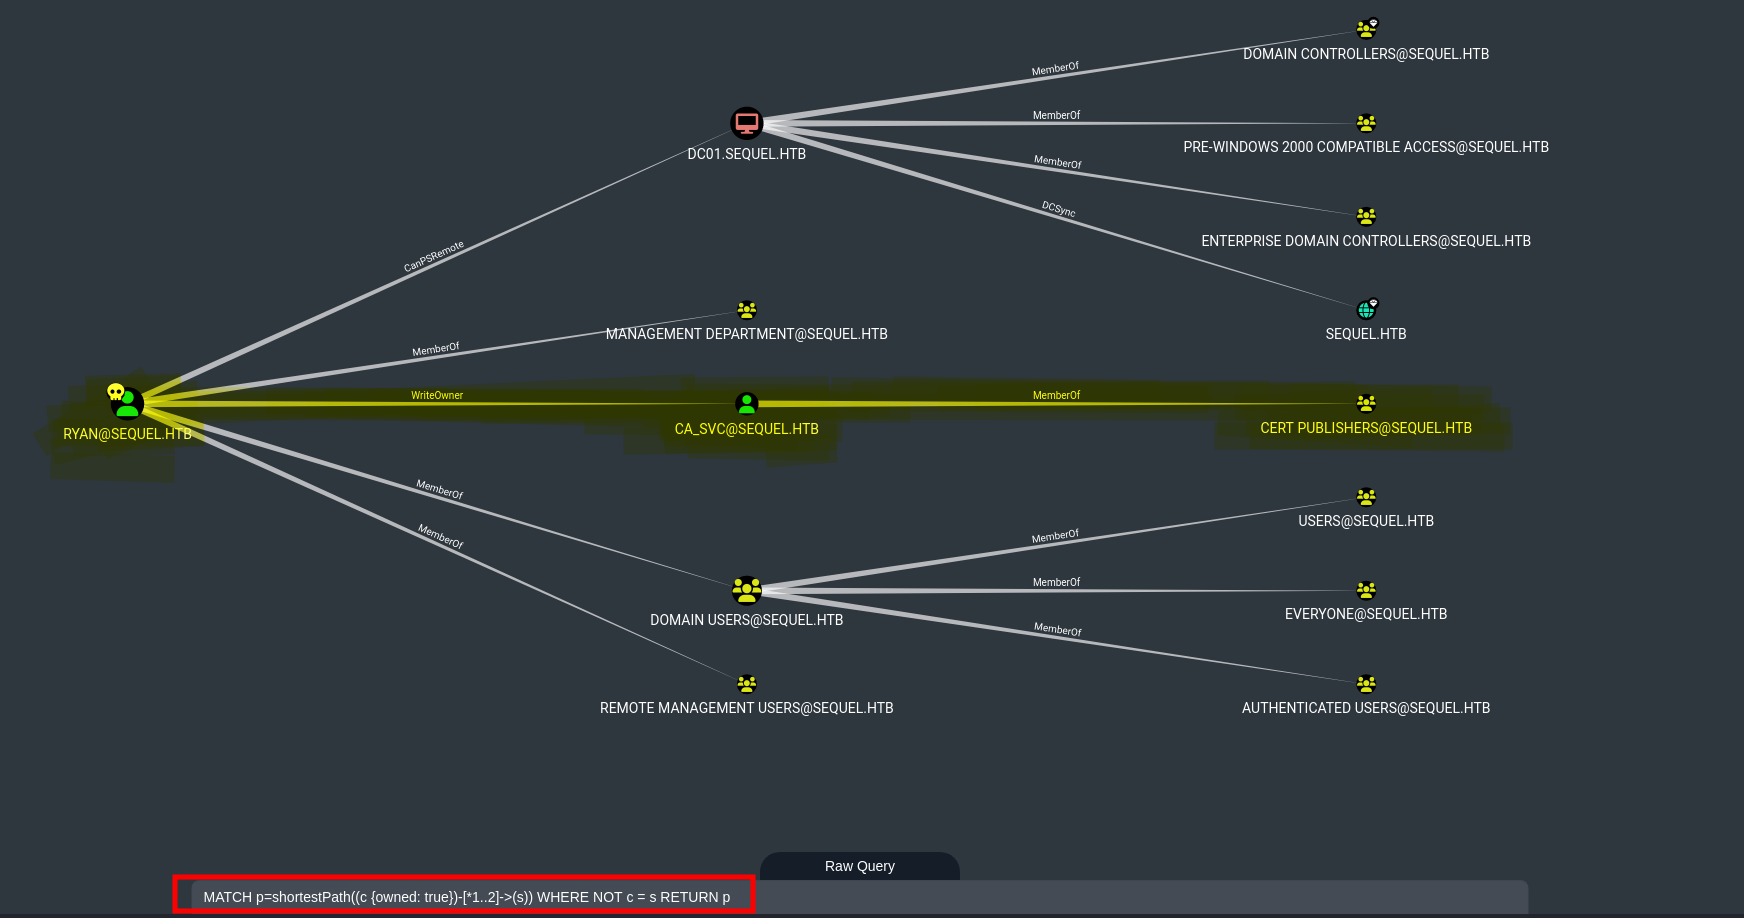 DOMAIN CONTROLLERS@SEQUEL.HTB
MemberOf
MemberOf
DC01.SEQUEL.HTB
PRE-WINDOWS 2000 COMPATIBLE ACCESS@SEQUEL.HTB
MemberOf
DCSync
ENTERPRISE DOMAIN CONTROLLERS@SEQUEL.HTB
CanPSRemote
MANAGEMENT DEPARTMENT@SEQUEL.HTB
SEQUEL.HTB
MemberOf
WriteOwner
MemberOf
RYAN@SEQUEL.HTB
CA_SVC@SEQUEL.HTB
CERT PUBLISHERS@SEQUEL.HTB
MemberOf
MemberOf
USERS@SEQUEL.HTB
MemberOf
MemberOf
DOMAIN USERS@SEQUEL.HTB
EVERYONE@SEQUEL.HTB
MemberOf
REMOTE MANAGEMENT USERS@SEQUEL.HTB
AUTHENTICATED USERS@SEQUEL.HTB
Raw Query
MATCH p=shortestPath((c {owned: true})-[*1..2]->(s)) WHERE NOT c = s RETURN p